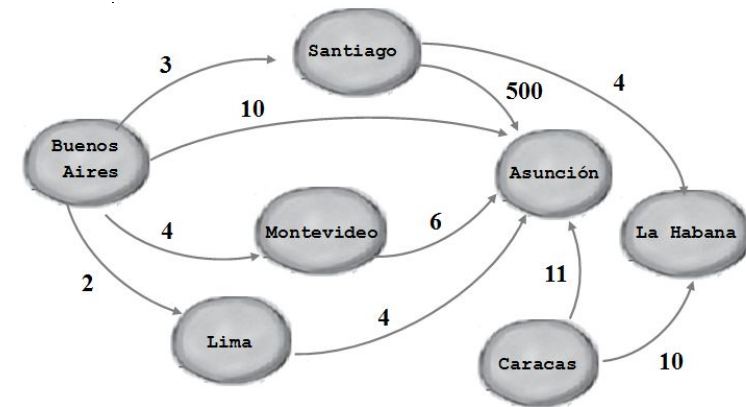 Santiago
3
4
500
10
Buenos
Aires
Asunción
Montevideo
4
6
La Habana
2
11
Lima
4
Caracas
10